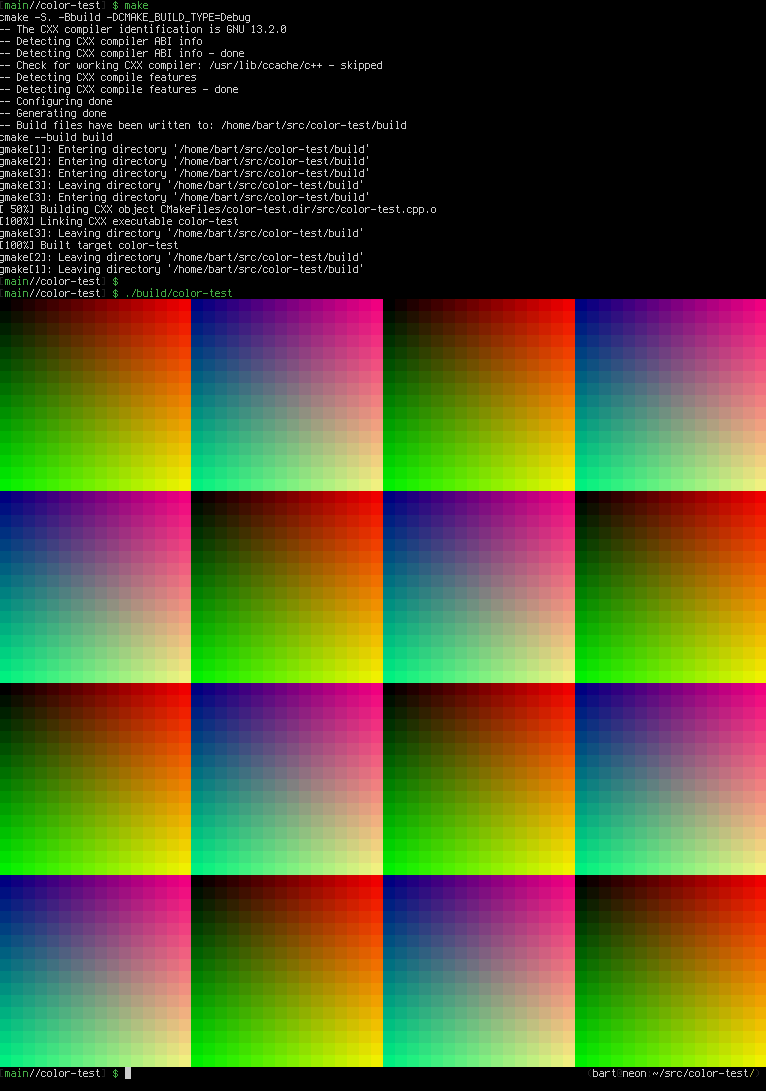 [main//color-test] $ make
cmake -S. -Bbuild -DCMAKE_BUILD_TYPE=Debug
-- The CXX compiler identification is GNU 13.2.0
-- Detecting CXX compiler ABI info
-- Detecting CXX compiler ABI info - done
-- Check for working CXX compiler: /usr/lib/ccache/c++ - skipped
-- Detecting CXX compile features
-- Detecting CXX compile features - done
-- Configuring done
-- Generating done
-- Build files have been written to: /home/bart/src/color-test/build
cmake --build build
gmake[1]: Entering directory '/home/bart/src/color-test/build'
gmake[2]: Entering directory '/home/bart/src/color-test/build'
gmake[3]: Entering directory '/home/bart/src/color-test/build'
gmake[3]: Leaving directory '/home/bart/src/color-test/build'
gmake[3]: Entering directory '/home/bart/src/color-test/build'
[ 50%] Building CXX object CMakeFiles/color-test.dir/src/color-test.cpp.o
[100%] Linking CXX executable color-test
gmake[3]: Leaving directory '/home/bart/src/color-test/build'
[100%] Built target color-test
gmake[2]: Leaving directory '/home/bart/src/color-test/build'
gmake[1]: Leaving directory '/home/bart/src/color-test/build'
[main//color-test] $
[main//color-test] $ ./build/color-test
[main//color-test] $ [bart@neon ~/src/color-test/]